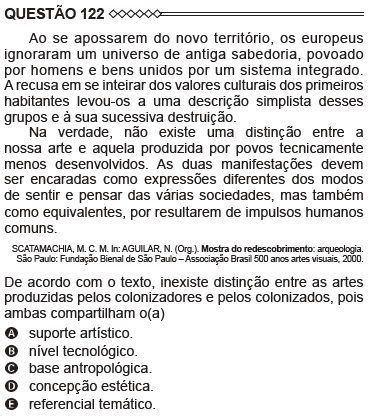 QUESTÃO 122
Ao se apossarem do novo território, os europeus
ignoraram um universo de antiga sabedoria, povoado
por homens e bens unidos por um sistema integrado.
A recusa em se inteirar dos valores culturais dos primeiros
habitantes levou-os a uma descrição simplista desses
grupos e à sua sucessiva destruição.
Na verdade, não existe uma distinção entre a
nossa arte e aquela produzida por povos tecnicamente
menos desenvolvidos. As duas manifestações devem
ser encaradas como expressões diferentes dos modos
de sentir e pensar das várias sociedades, mas também
como equivalentes, por resultarem de impulsos humanos
comuns.
SCATAMACHIA, M. C. M. In: AGUILAR, N. (Org.). Mostra do redescobrimento: arqueologia.
São Paulo: Fundação Bienal de São Paulo – Associação Brasil 500 anos artes visuais, 2000.
De acordo com o texto, inexiste distinção entre as artes
produzidas pelos colonizadores e pelos colonizados, pois
ambas compartilham o(a)
A suporte artístico.
B nível tecnológico.
C base antropológica.
D concepção estética.
E referencial temático.